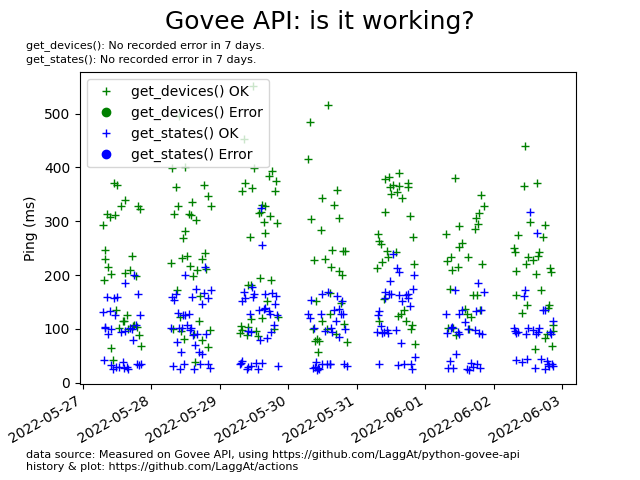 Govee API: is it working?
get_devices(): No recorded error in 7 days.
get_states(): No recorded error in 7 days.
get_devices() OK
get_devices() Error
get_states() OK
get_states() Error
Ping (ms)
500
400
300
200
100
0
2022-05-27
2022-05-28
2022-05-29
2022-05-30
2022-05-31
2022-06-01
2022-06-02
2022-06-03
data source: Measured on Govee API, using https://github.com/LaggAt/python-govee-api
history & plot: https://github.com/LaggAt/actions